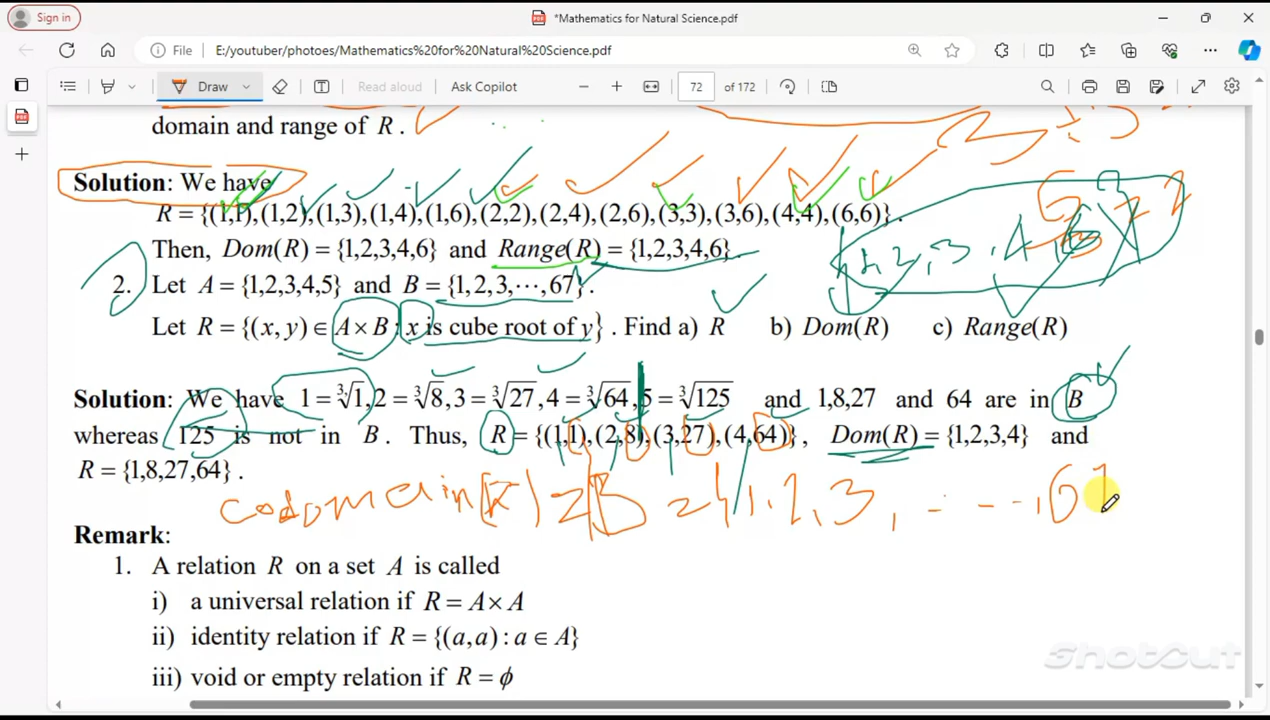 Sign in
*Mathematics for Natural Science.pdf
File E:/youtuber/photoes/Mathematics%20for%20Natural%20Science.pdf
Draw Read aloud Ask Copilot 72 of 172
domain and range of R .
Solution: We have
R = {(1,1),(1,2),(1,3),(1,4),(1,6),(2,2),(2,4),(2,6),(3,3),(3,6),(4,4),(6,6)} .
Then, Dom(R) = {1,2,3,4,6} and Range(R) = {1,2,3,4,6}
2. Let A = {1,2,3,4,5} and B = {1,2,3,⋯,67} .
Let R = {(x, y) ∈ A × B : x is cube root of y} . Find a) R b) Dom(R) c) Range(R)
Solution: We have 1 = ∛1, 2 = ∛8, 3 = ∛27, 4 = ∛64, 5 = ∛125 and 1,8,27 and 64 are in B
whereas 125 is not in B . Thus, R = {(1,1),(2,8),(3,27),(4,64)} , Dom(R) = {1,2,3,4} and
R = {1,8,27,64} .
codomain(R) = B = {1,2,3, - - -,67
Remark:
1. A relation R on a set A is called
i) a universal relation if R = A × A
ii) identity relation if R = {(a,a) : a ∈ A}
iii) void or empty relation if R = ϕ
Shotcut